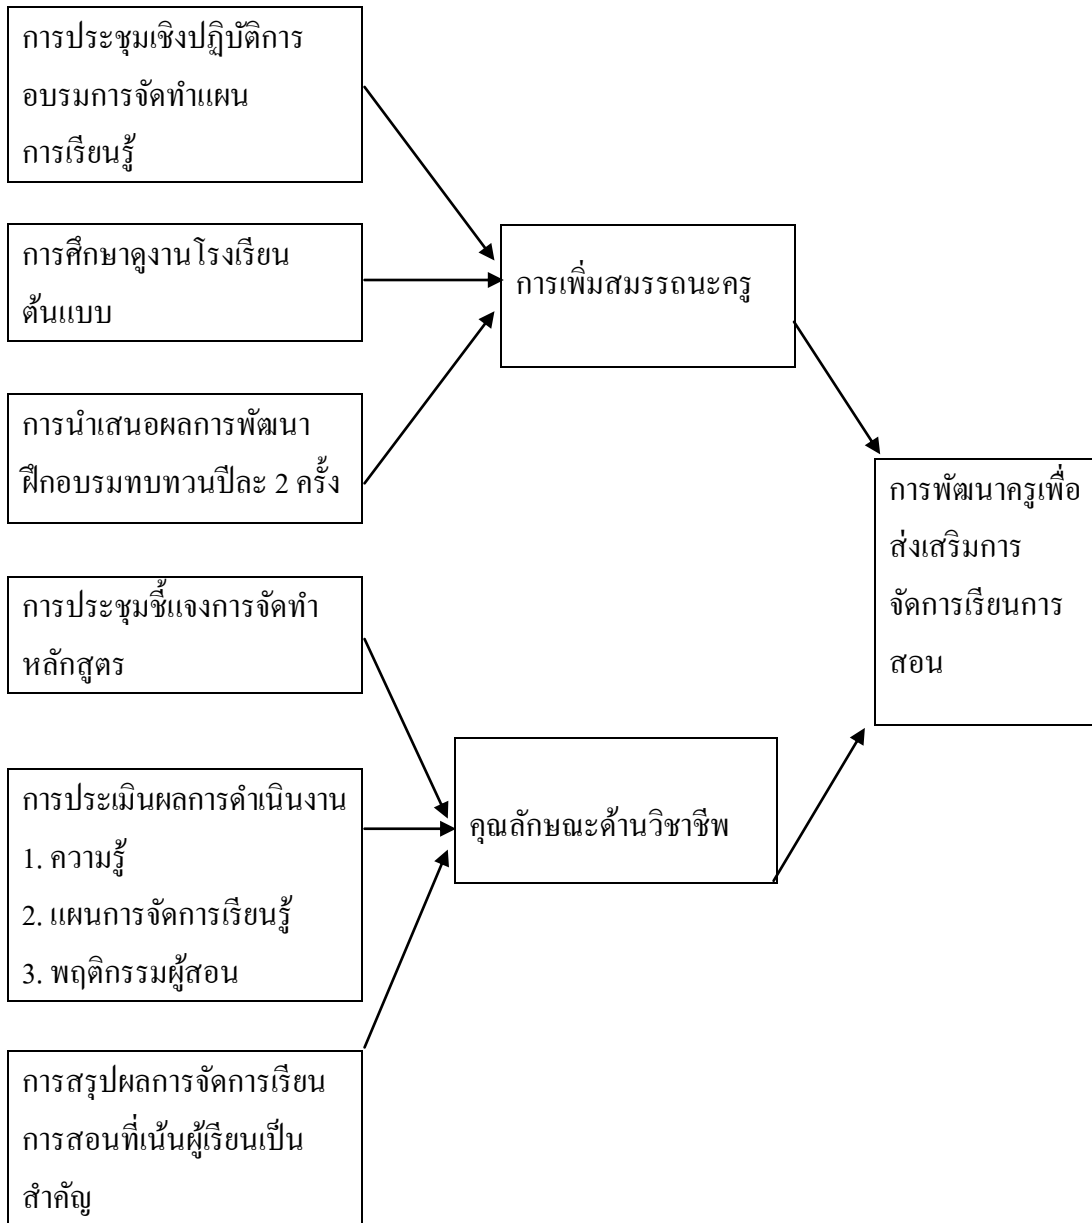 การประชุมเชิงปฏิบัติการ
อบรมการจัดทำแผน
การเรียนรู้
การศึกษาดูงานโรงเรียน
ต้นแบบ
การนำเสนอผลการพัฒนา
ฝึกอบรมทบทวนปีละ 2 ครั้ง
การประชุมชี้แจงการจัดทำ
หลักสูตร
การประเมินผลการดำเนินงาน
1. ความรู้
2. แผนการจัดการเรียนรู้
3. พฤติกรรมผู้สอน
การสรุปผลการจัดการเรียน
การสอนที่เน้นผู้เรียนเป็น
สำคัญ
การเพิ่มสมรรถนะครู
คุณลักษณะด้านวิชาชีพ
การพัฒนาครูเพื่อ
ส่งเสริมการ
จัดการเรียนการ
สอน